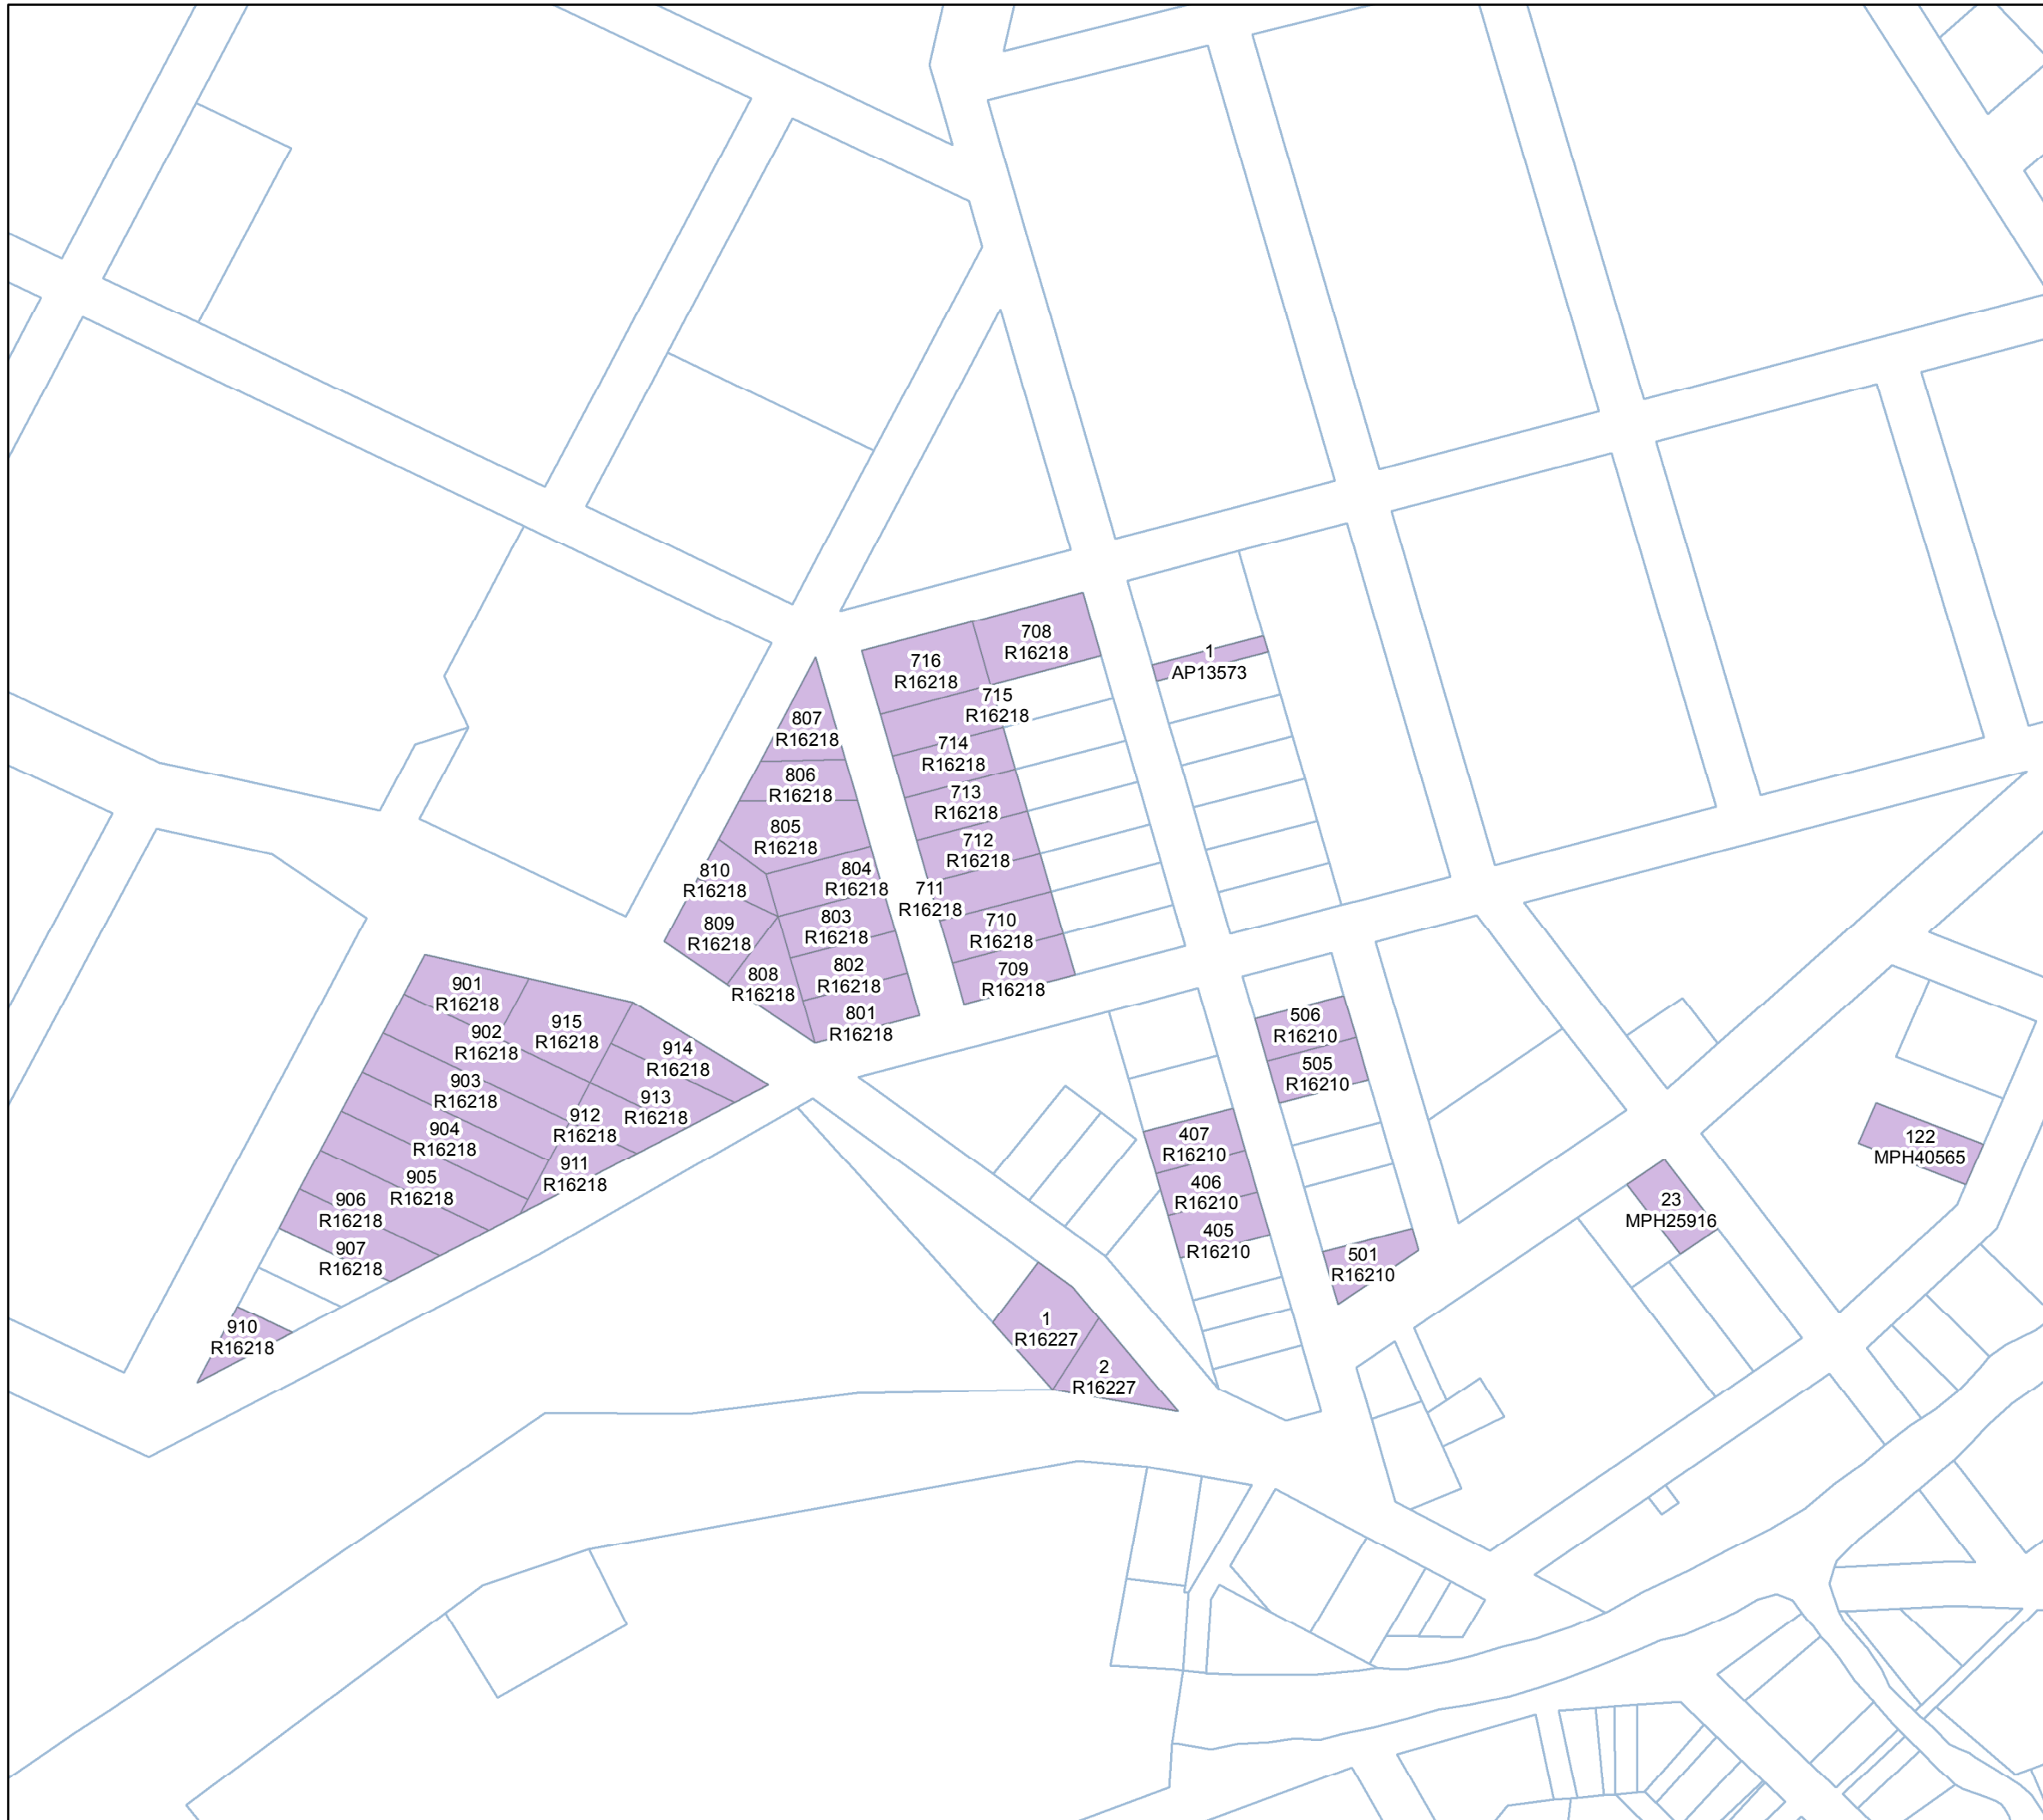 708
R16218
716
R16218
1
AP13573
715
R16218
807
R16218
714
R16218
806
R16218
713
R16218
805
R16218
712
R16218
804
R16218
810
R16218
711
R16218
803
R16218
710
R16218
809
R16218
802
R16218
709
R16218
808
R16218
801
R16218
901
R16218
915
R16218
902
R16218
914
R16218
903
R16218
913
R16218
912
R16218
904
R16218
911
R16218
905
R16218
906
R16218
907
R16218
910
R16218
506
R16210
505
R16210
407
R16210
406
R16210
405
R16210
501
R16210
122
MPH40565
23
MPH25916
1
R16227
2
R16227